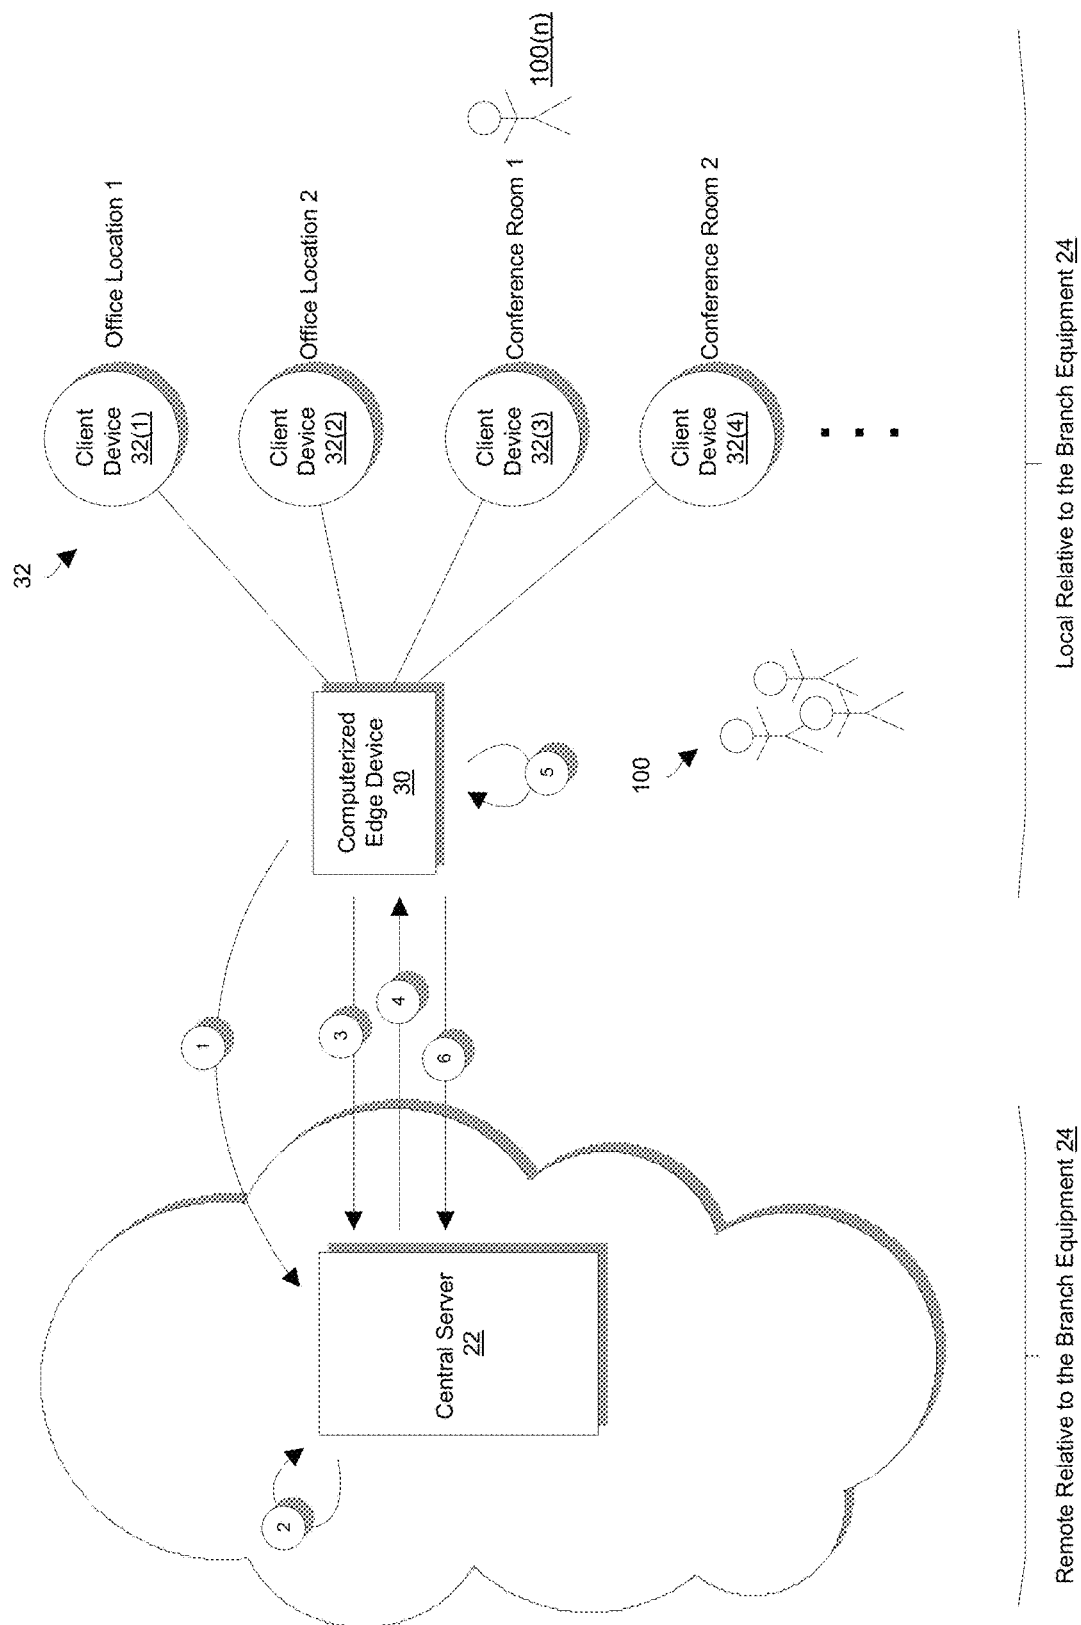 32
Client
Device
32(1)
Office Location 1
Client
Device
32(2)
Office Location 2
Client
Device
32(3)
Conference Room 1
100(n)
Client
Device
32(4)
Conference Room 2
Computerized
Edge Device
30
Central Server
22
1
2
3
4
5
6
100
Remote Relative to the Branch Equipment 24
Local Relative to the Branch Equipment 24